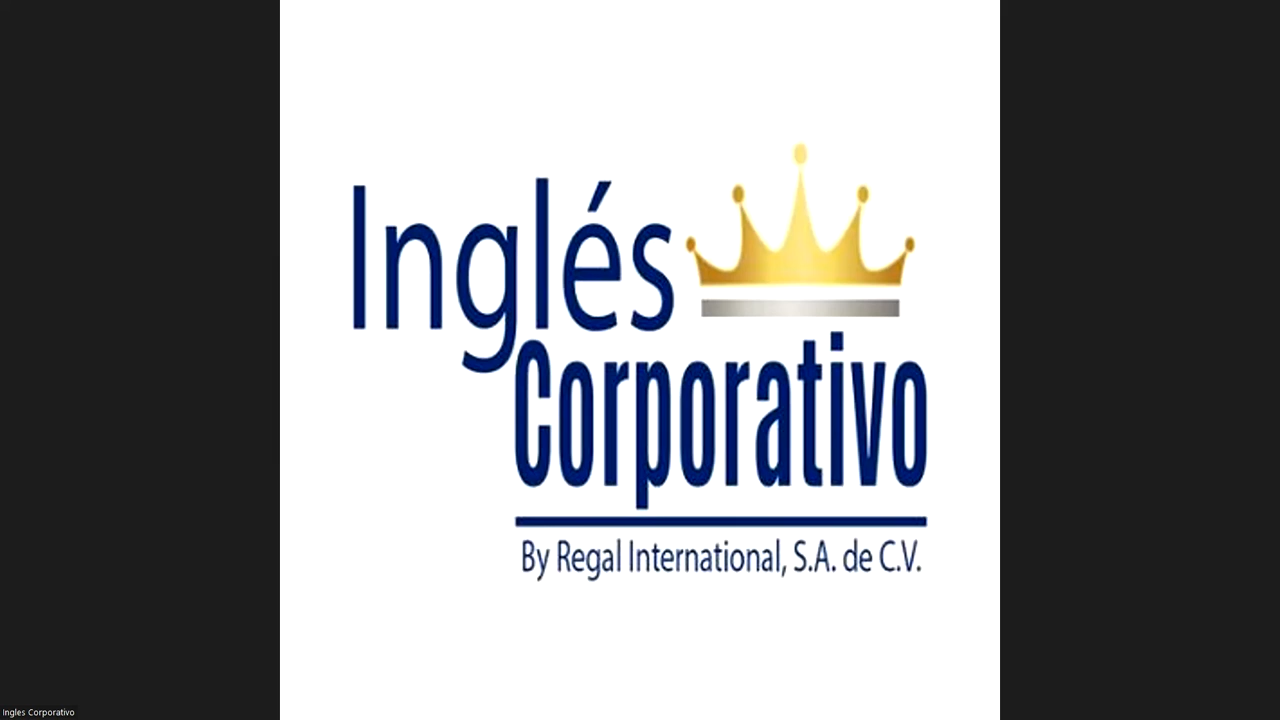 Inglés
Corporativo
By Regal International, S.A. de C.V.
Ingles Corporativo